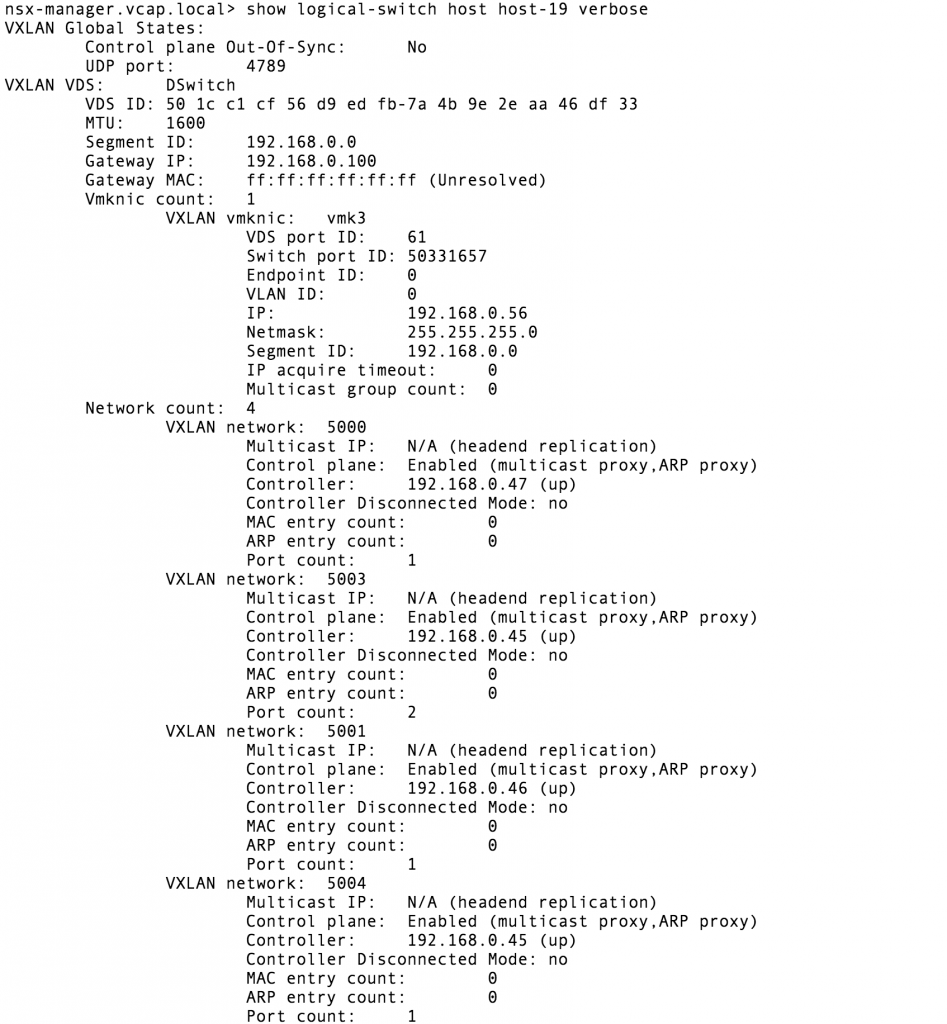 nsx-manager.vcap.local> show logical-switch host host-19 verbose
VXLAN Global States:
Control plane Out-Of-Sync: No
UDP port: 4789
VXLAN VDS: DSwitch
VDS ID: 50 1c c1 cf 56 d9 ed fb-7a 4b 9e 2e aa 46 df 33
MTU: 1600
Segment ID: 192.168.0.0
Gateway IP: 192.168.0.100
Gateway MAC: ff:ff:ff:ff:ff:ff (Unresolved)
Vmknic count: 1
VXLAN vmknic: vmk3
VDS port ID: 61
Switch port ID: 50331657
Endpoint ID: 0
VLAN ID: 0
IP: 192.168.0.56
Netmask: 255.255.255.0
Segment ID: 192.168.0.0
IP acquire timeout: 0
Multicast group count: 0
Network count: 4
VXLAN network: 5000
Multicast IP: N/A (headend replication)
Control plane: Enabled (multicast proxy,ARP proxy)
Controller: 192.168.0.47 (up)
Controller Disconnected Mode: no
MAC entry count: 0
ARP entry count: 0
Port count: 1
VXLAN network: 5003
Multicast IP: N/A (headend replication)
Control plane: Enabled (multicast proxy,ARP proxy)
Controller: 192.168.0.45 (up)
Controller Disconnected Mode: no
MAC entry count: 0
ARP entry count: 0
Port count: 2
VXLAN network: 5001
Multicast IP: N/A (headend replication)
Control plane: Enabled (multicast proxy,ARP proxy)
Controller: 192.168.0.46 (up)
Controller Disconnected Mode: no
MAC entry count: 0
ARP entry count: 0
Port count: 1
VXLAN network: 5004
Multicast IP: N/A (headend replication)
Control plane: Enabled (multicast proxy,ARP proxy)
Controller: 192.168.0.45 (up)
Controller Disconnected Mode: no
MAC entry count: 0
ARP entry count: 0
Port count: 1